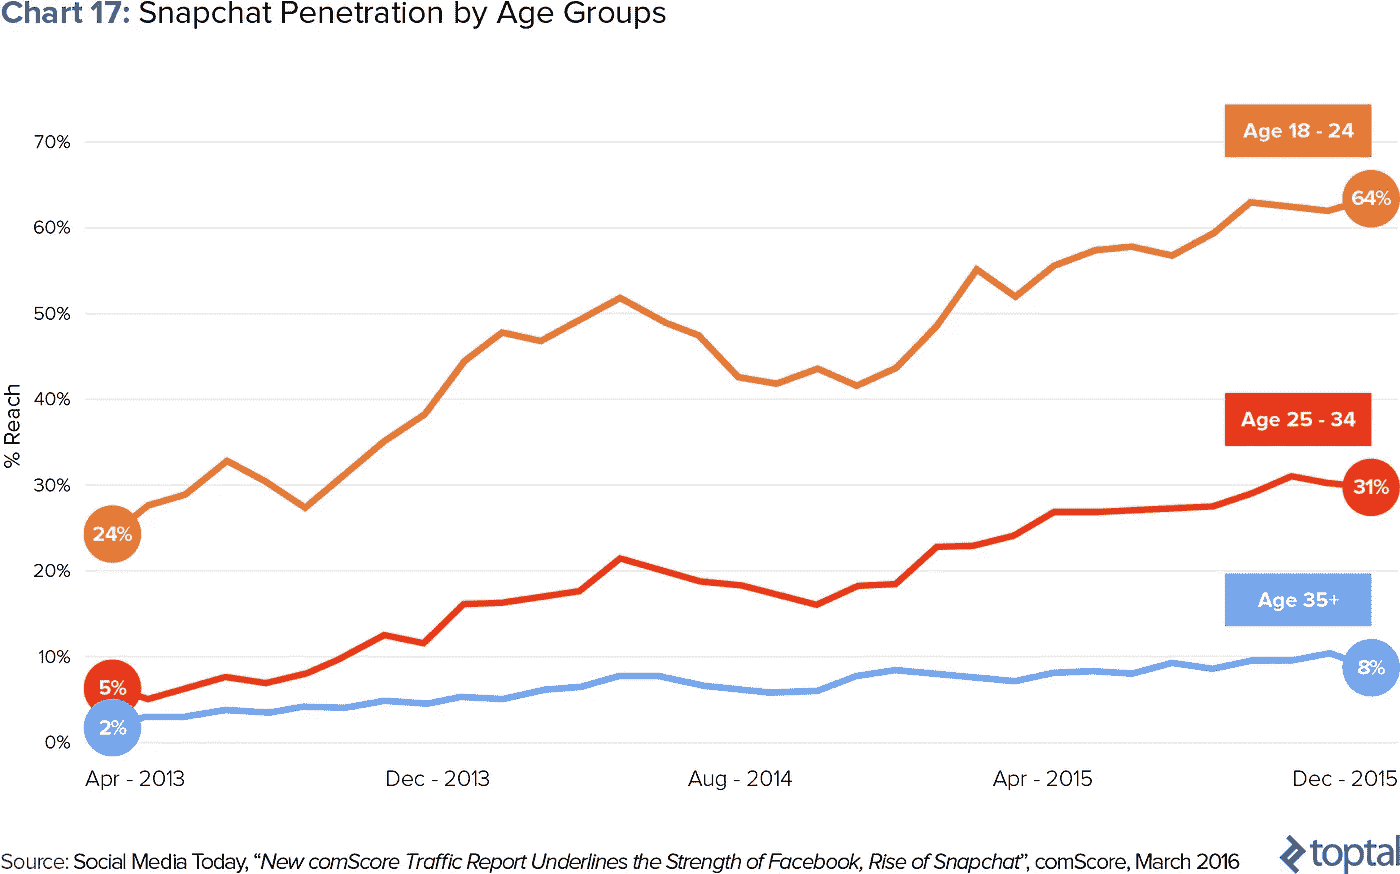 Chart 17: Snapchat Penetration by Age Groups
Age 18 - 24
70%
64%
60%
50%
40%
Age 25 - 34
% Reach
30%
31%
24%
20%
Age 35+
10%
8%
5%
2%
0%
Apr - 2013 Dec - 2013 Aug - 2014 Apr - 2015 Dec - 2015
Source: Social Media Today, “New comScore Traffic Report Underlines the Strength of Facebook, Rise of Snapchat”, comScore, March 2016
toptal